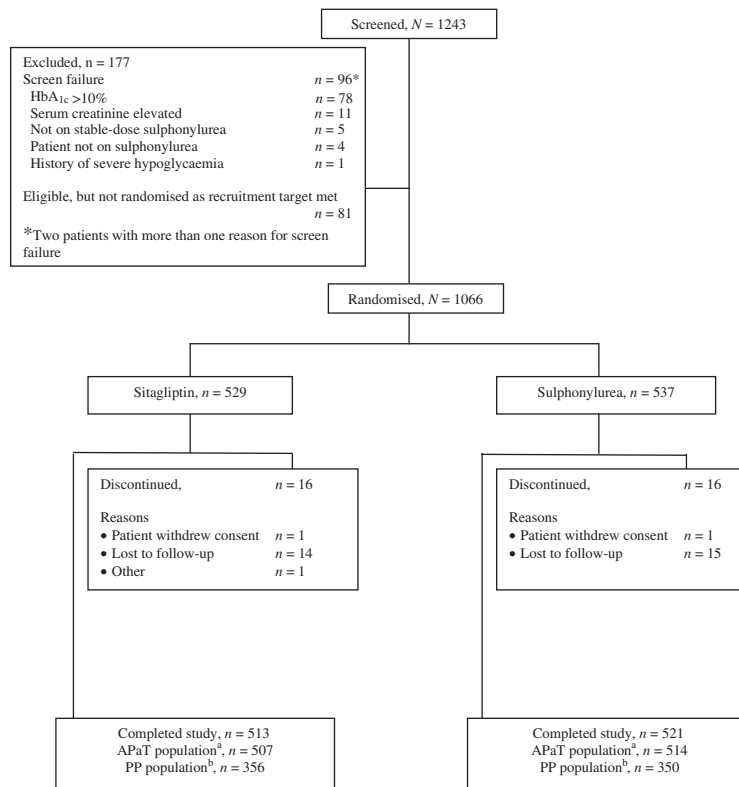 Screened, N = 1243
Excluded, n = 177
Screen failure n = 96*
HbA1c >10% n = 78
Serum creatinine elevated n = 11
Not on stable-dose sulphonylurea n = 5
Patient not on sulphonylurea n = 4
History of severe hypoglycaemia n = 1
Eligible, but not randomised as recruitment target met
n = 81
*Two patients with more than one reason for screen
failure
Randomised, N = 1066
Sitagliptin, n = 529
Sulphonylurea, n = 537
Discontinued, n = 16
Reasons
• Patient withdrew consent n = 1
• Lost to follow-up n = 14
• Other n = 1
Discontinued, n = 16
Reasons
• Patient withdrew consent n = 1
• Lost to follow-up n = 15
Completed study, n = 513
APaT populationᵃ, n = 507
PP populationᵇ, n = 356
Completed study, n = 521
APaT populationᵃ, n = 514
PP populationᵇ, n = 350